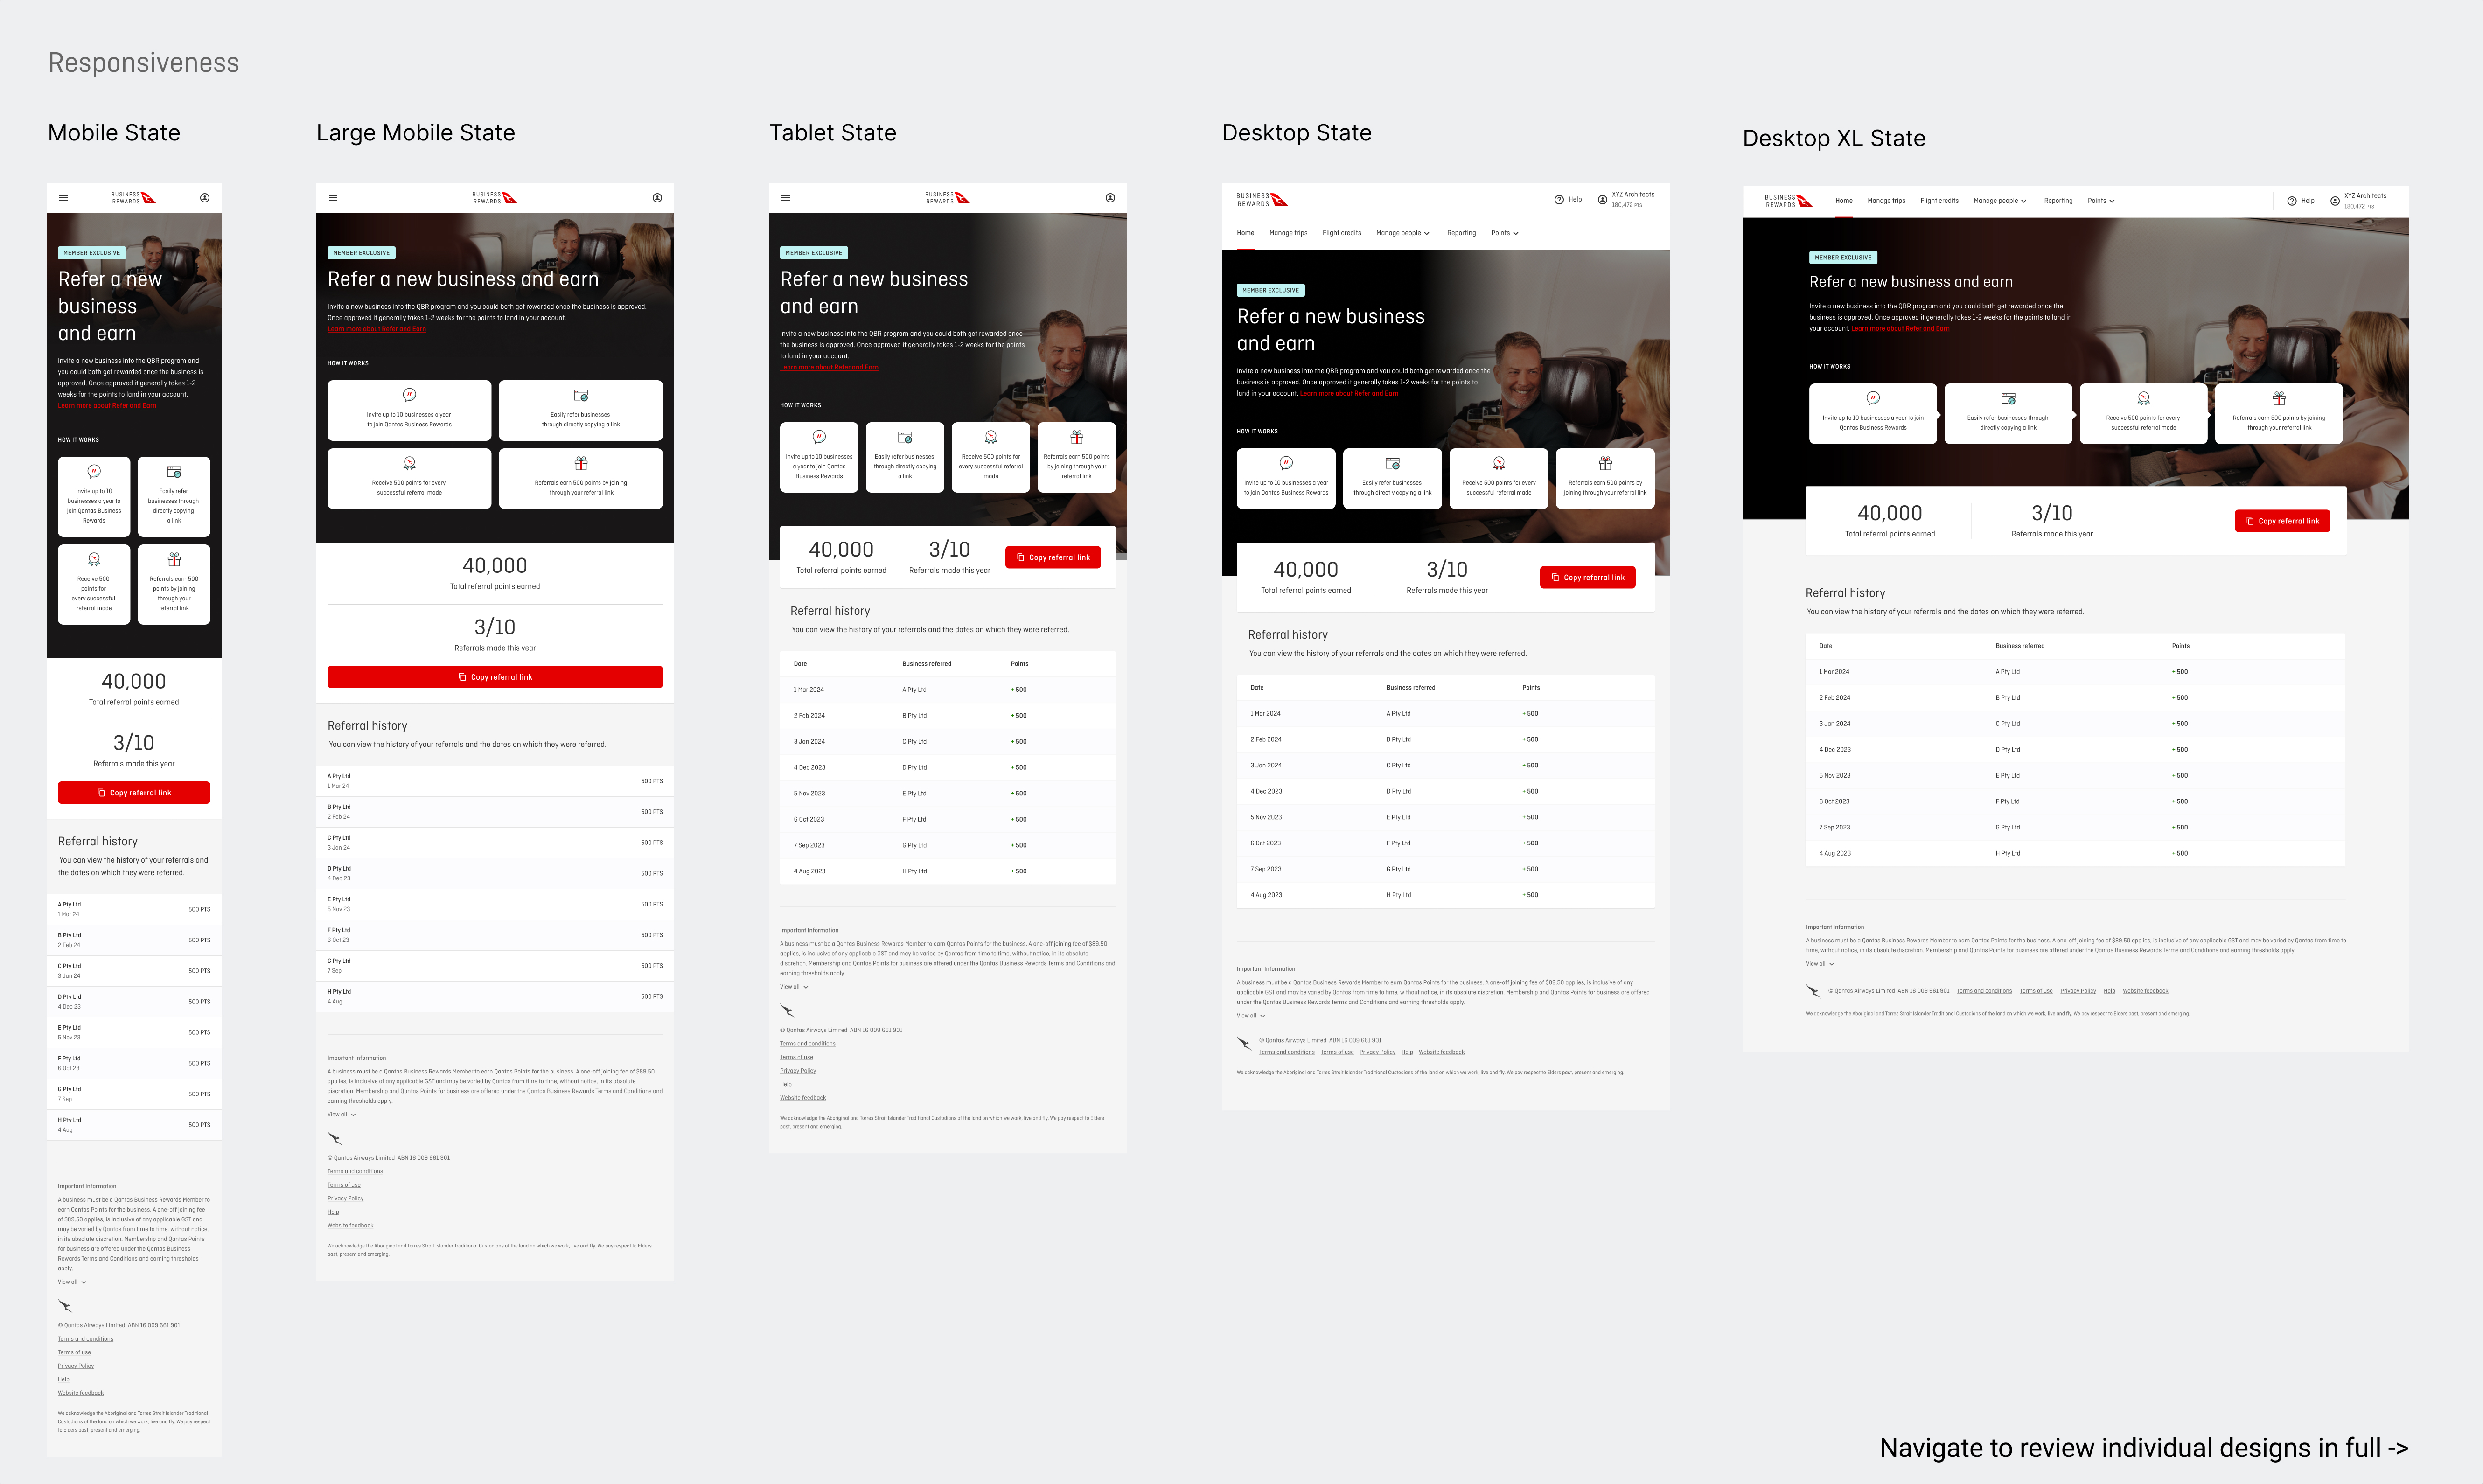 Responsiveness
Mobile State
BUSINESS
REWARDS
MEMBER EXCLUSIVE
Refer a new
business
and earn
Invite a new business into the QBR program and
you could both get rewarded once the business is
approved. Once approved it generally takes 1-2
weeks for the points to land in your account.
Learn more about Refer and Earn
HOW IT WORKS
Invite up to 10
businesses a year to
join Qantas Business
Rewards
Easily refer
businesses through
directly copying
a link
Receive 500
points for
every successful
referral made
Referrals earn 500
points by joining
through your
referral link
40,000
Total referral points earned
3/10
Referrals made this year
Copy referral link
Referral history
You can view the history of your referrals and
the dates on which they were referred.
A Pty Ltd
1 Mar 24
500 PTS
B Pty Ltd
2 Feb 24
500 PTS
C Pty Ltd
3 Jan 24
500 PTS
D Pty Ltd
4 Dec 23
500 PTS
E Pty Ltd
5 Nov 23
500 PTS
F Pty Ltd
6 Oct 23
500 PTS
G Pty Ltd
7 Sep
500 PTS
H Pty Ltd
4 Aug
500 PTS
Important Information
A business must be a Qantas Business Rewards Member to
earn Qantas Points for the business. A one-off joining fee
of $89.50 applies, is inclusive of any applicable GST and
may be varied by Qantas from time to time, without notice,
in its absolute discretion. Membership and Qantas Points
for business are offered under the Qantas Business
Rewards Terms and Conditions and earning thresholds
apply.
View all
© Qantas Airways Limited ABN 16 009 661 901
Terms and conditions
Terms of use
Privacy Policy
Help
Website feedback
We acknowledge the Aboriginal and Torres Strait Islander Traditional
Custodians of the land on which we work, live and fly. We pay respect
to Elders past, present and emerging.
Large Mobile State
BUSINESS
REWARDS
MEMBER EXCLUSIVE
Refer a new business and earn
Invite a new business into the QBR program and you could both get rewarded once the business is approved.
Once approved it generally takes 1-2 weeks for the points to land in your account.
Learn more about Refer and Earn
HOW IT WORKS
Invite up to 10 businesses a year
to join Qantas Business Rewards
Easily refer businesses
through directly copying a link
Receive 500 points for every
successful referral made
Referrals earn 500 points by joining
through your referral link
40,000
Total referral points earned
3/10
Referrals made this year
Copy referral link
Referral history
You can view the history of your referrals and the dates on which they were referred.
A Pty Ltd
1 Mar 24
500 PTS
B Pty Ltd
2 Feb 24
500 PTS
C Pty Ltd
3 Jan 24
500 PTS
D Pty Ltd
4 Dec 23
500 PTS
E Pty Ltd
5 Nov 23
500 PTS
F Pty Ltd
6 Oct 23
500 PTS
G Pty Ltd
7 Sep
500 PTS
H Pty Ltd
4 Aug
500 PTS
Important Information
A business must be a Qantas Business Rewards Member to earn Qantas Points for the business. A one-off joining fee of $89.50
applies, is inclusive of any applicable GST and may be varied by Qantas from time to time, without notice, in its absolute
discretion. Membership and Qantas Points for business are offered under the Qantas Business Rewards Terms and Conditions and
earning thresholds apply.
View all
© Qantas Airways Limited ABN 16 009 661 901
Terms and conditions
Terms of use
Privacy Policy
Help
Website feedback
We acknowledge the Aboriginal and Torres Strait Islander Traditional Custodians of the land on which we work, live and fly. We pay respect to Elders
past, present and emerging.
Tablet State
BUSINESS
REWARDS
MEMBER EXCLUSIVE
Refer a new business
and earn
Invite a new business into the QBR program and you could both get rewarded once
the business is approved. Once approved it generally takes 1-2 weeks for the points
to land in your account.
Learn more about Refer and Earn
HOW IT WORKS
Invite up to 10 businesses
a year to join Qantas
Business Rewards
Easily refer businesses
through directly copying
a link
Receive 500 points for
every successful referral
made
Referrals earn 500 points
by joining through your
referral link
40,000
Total referral points earned
3/10
Referrals made this year
Copy referral link
Referral history
You can view the history of your referrals and the dates on which they were referred.
Date Business referred Points
1 Mar 2024 A Pty Ltd + 500
2 Feb 2024 B Pty Ltd + 500
3 Jan 2024 C Pty Ltd + 500
4 Dec 2023 D Pty Ltd + 500
5 Nov 2023 E Pty Ltd + 500
6 Oct 2023 F Pty Ltd + 500
7 Sep 2023 G Pty Ltd + 500
4 Aug 2023 H Pty Ltd + 500
Important Information
A business must be a Qantas Business Rewards Member to earn Qantas Points for the business. A one-off joining fee of $89.50
applies, is inclusive of any applicable GST and may be varied by Qantas from time to time, without notice, in its absolute
discretion. Membership and Qantas Points for business are offered under the Qantas Business Rewards Terms and Conditions and
earning thresholds apply.
View all
© Qantas Airways Limited ABN 16 009 661 901
Terms and conditions
Terms of use
Privacy Policy
Help
Website feedback
We acknowledge the Aboriginal and Torres Strait Islander Traditional Custodians of the land on which we work, live and fly. We pay respect to Elders
past, present and emerging.
Desktop State
BUSINESS
REWARDS
Help
XYZ Architects
180,472 PTS
Home Manage trips Flight credits Manage people Reporting Points
MEMBER EXCLUSIVE
Refer a new business
and earn
Invite a new business into the QBR program and you could both get rewarded once the
business is approved. Once approved it generally takes 1-2 weeks for the points to
land in your account. Learn more about Refer and Earn
HOW IT WORKS
Invite up to 10 businesses a year
to join Qantas Business Rewards
Easily refer businesses
through directly copying a link
Receive 500 points for every
successful referral made
Referrals earn 500 points by
joining through your referral link
40,000
Total referral points earned
3/10
Referrals made this year
Copy referral link
Referral history
You can view the history of your referrals and the dates on which they were referred.
Date Business referred Points
1 Mar 2024 A Pty Ltd + 500
2 Feb 2024 B Pty Ltd + 500
3 Jan 2024 C Pty Ltd + 500
4 Dec 2023 D Pty Ltd + 500
5 Nov 2023 E Pty Ltd + 500
6 Oct 2023 F Pty Ltd + 500
7 Sep 2023 G Pty Ltd + 500
4 Aug 2023 H Pty Ltd + 500
Important Information
A business must be a Qantas Business Rewards Member to earn Qantas Points for the business. A one-off joining fee of $89.50 applies, is inclusive of any
applicable GST and may be varied by Qantas from time to time, without notice, in its absolute discretion. Membership and Qantas Points for business are offered
under the Qantas Business Rewards Terms and Conditions and earning thresholds apply.
View all
© Qantas Airways Limited ABN 16 009 661 901
Terms and conditions Terms of use Privacy Policy Help Website feedback
We acknowledge the Aboriginal and Torres Strait Islander Traditional Custodians of the land on which we work, live and fly. We pay respect to Elders past, present and emerging.
Desktop XL State
BUSINESS
REWARDS
Home Manage trips Flight credits Manage people Reporting Points
Help
XYZ Architects
180,472 PTS
MEMBER EXCLUSIVE
Refer a new business and earn
Invite a new business into the QBR program and you could both get rewarded once the
business is approved. Once approved it generally takes 1-2 weeks for the points to land in
your account. Learn more about Refer and Earn
HOW IT WORKS
Invite up to 10 businesses a year to join
Qantas Business Rewards
Easily refer businesses through
directly copying a link
Receive 500 points for every
successful referral made
Referrals earn 500 points by joining
through your referral link
40,000
Total referral points earned
3/10
Referrals made this year
Copy referral link
Referral history
You can view the history of your referrals and the dates on which they were referred.
Date Business referred Points
1 Mar 2024 A Pty Ltd + 500
2 Feb 2024 B Pty Ltd + 500
3 Jan 2024 C Pty Ltd + 500
4 Dec 2023 D Pty Ltd + 500
5 Nov 2023 E Pty Ltd + 500
6 Oct 2023 F Pty Ltd + 500
7 Sep 2023 G Pty Ltd + 500
4 Aug 2023 H Pty Ltd + 500
Important Information
A business must be a Qantas Business Rewards Member to earn Qantas Points for the business. A one-off joining fee of $89.50 applies, is inclusive of any applicable GST and may be varied by Qantas from time to
time, without notice, in its absolute discretion. Membership and Qantas Points for business are offered under the Qantas Business Rewards Terms and Conditions and earning thresholds apply.
View all
© Qantas Airways Limited ABN 16 009 661 901 Terms and conditions Terms of use Privacy Policy Help Website feedback
We acknowledge the Aboriginal and Torres Strait Islander Traditional Custodians of the land on which we work, live and fly. We pay respect to Elders past, present and emerging.
Navigate to review individual designs in full ->